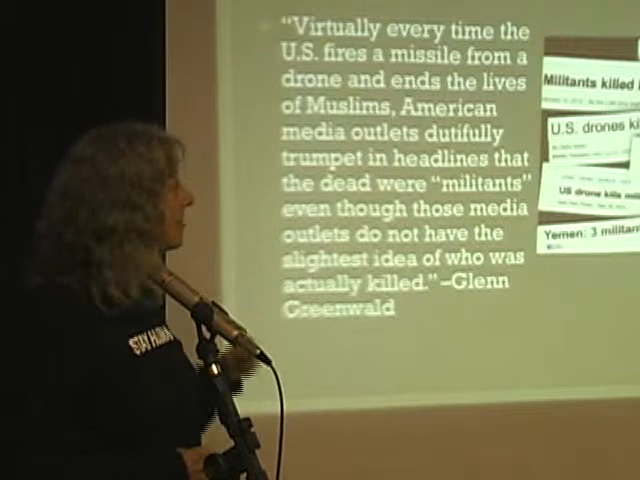 “Virtually every time the
U.S. fires a missile from a
drone and ends the lives
of Muslims, American
media outlets dutifully
trumpet in headlines that
the dead were “militants”
even though those media
outlets do not have the
slightest idea of who was
actually killed.” –Glenn
Greenwald
Militants killed
U.S. drones
US drone kills
Yemen: 3
STAY